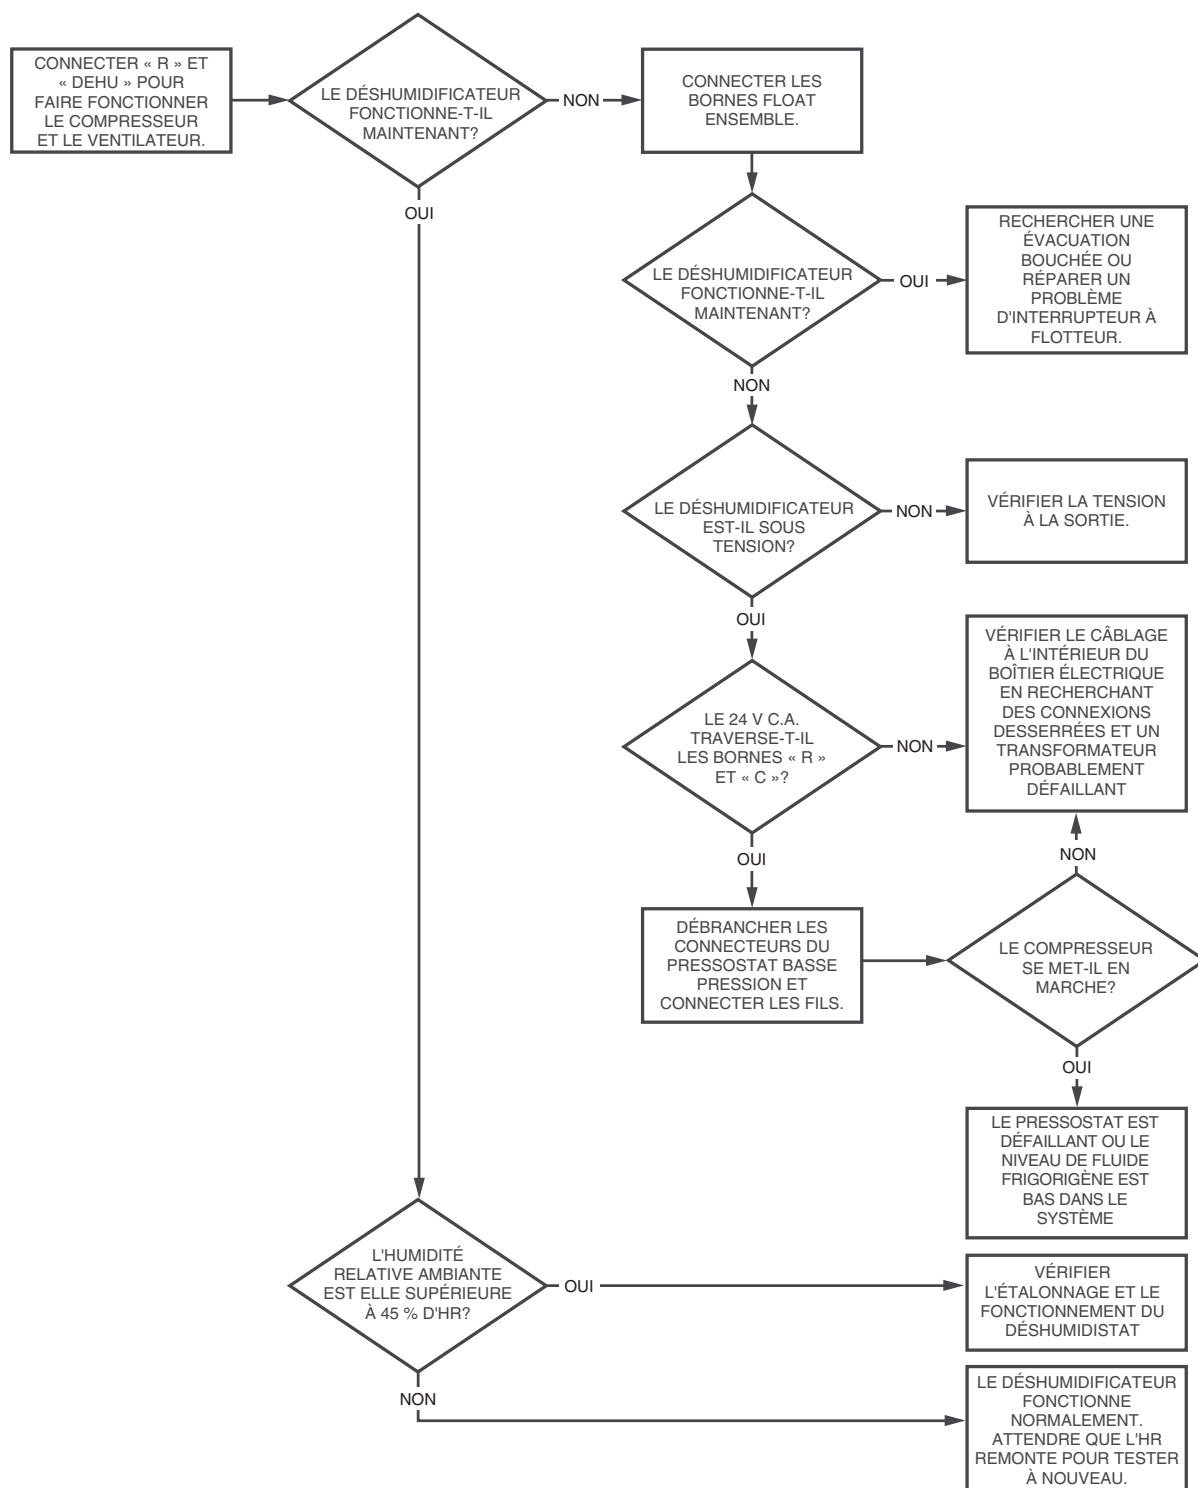 CONNECTER « R » ET
« DEHU » POUR
FAIRE FONCTIONNER
LE COMPRESSEUR
ET LE VENTILATEUR.
LE DÉSHUMIDIFICATEUR
FONCTIONNE-T-IL
MAINTENANT?
NON
CONNECTER LES
BORNES FLOAT
ENSEMBLE.
OUI
LE DÉSHUMIDIFICATEUR
FONCTIONNE-T-IL
MAINTENANT?
OUI
RECHERCHER UNE
ÉVACUATION
BOUCHÉE OU
RÉPARER UN
PROBLÈME
D'INTERRUPTEUR À
FLOTTEUR.
NON
LE DÉSHUMIDIFICATEUR
EST-IL SOUS
TENSION?
NON
VÉRIFIER LA TENSION
À LA SORTIE.
OUI
LE 24 V C.A.
TRAVERSE-T-IL
LES BORNES « R »
ET « C »?
NON
VÉRIFIER LE CÂBLAGE
À L'INTÉRIEUR DU
BOÎTIER ÉLECTRIQUE
EN RECHERCHANT
DES CONNEXIONS
DESSERRÉES ET UN
TRANSFORMATEUR
PROBABLEMENT
DÉFAILLANT
OUI
NON
DÉBRANCHER LES
CONNECTEURS DU
PRESSOSTAT BASSE
PRESSION ET
CONNECTER LES FILS.
LE COMPRESSEUR
SE MET-IL EN
MARCHE?
OUI
LE PRESSOSTAT EST
DÉFAILLANT OU LE
NIVEAU DE FLUIDE
FRIGORIGÈNE EST
BAS DANS LE
SYSTÈME
L'HUMIDITÉ
RELATIVE AMBIANTE
EST ELLE SUPÉRIEURE
À 45 % D'HR?
OUI
VÉRIFIER
L'ÉTALONNAGE ET LE
FONCTIONNEMENT DU
DÉSHUMIDISTAT
NON
LE DÉSHUMIDIFICATEUR
FONCTIONNE
NORMALEMENT.
ATTENDRE QUE L'HR
REMONTE POUR TESTER
À NOUVEAU.